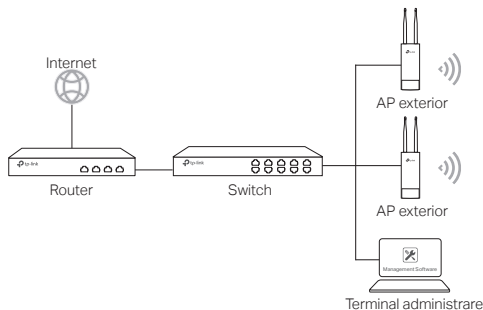 Internet
tp-link
Router
tp-link
Switch
AP exterior
AP exterior
Management Software
Terminal administrare